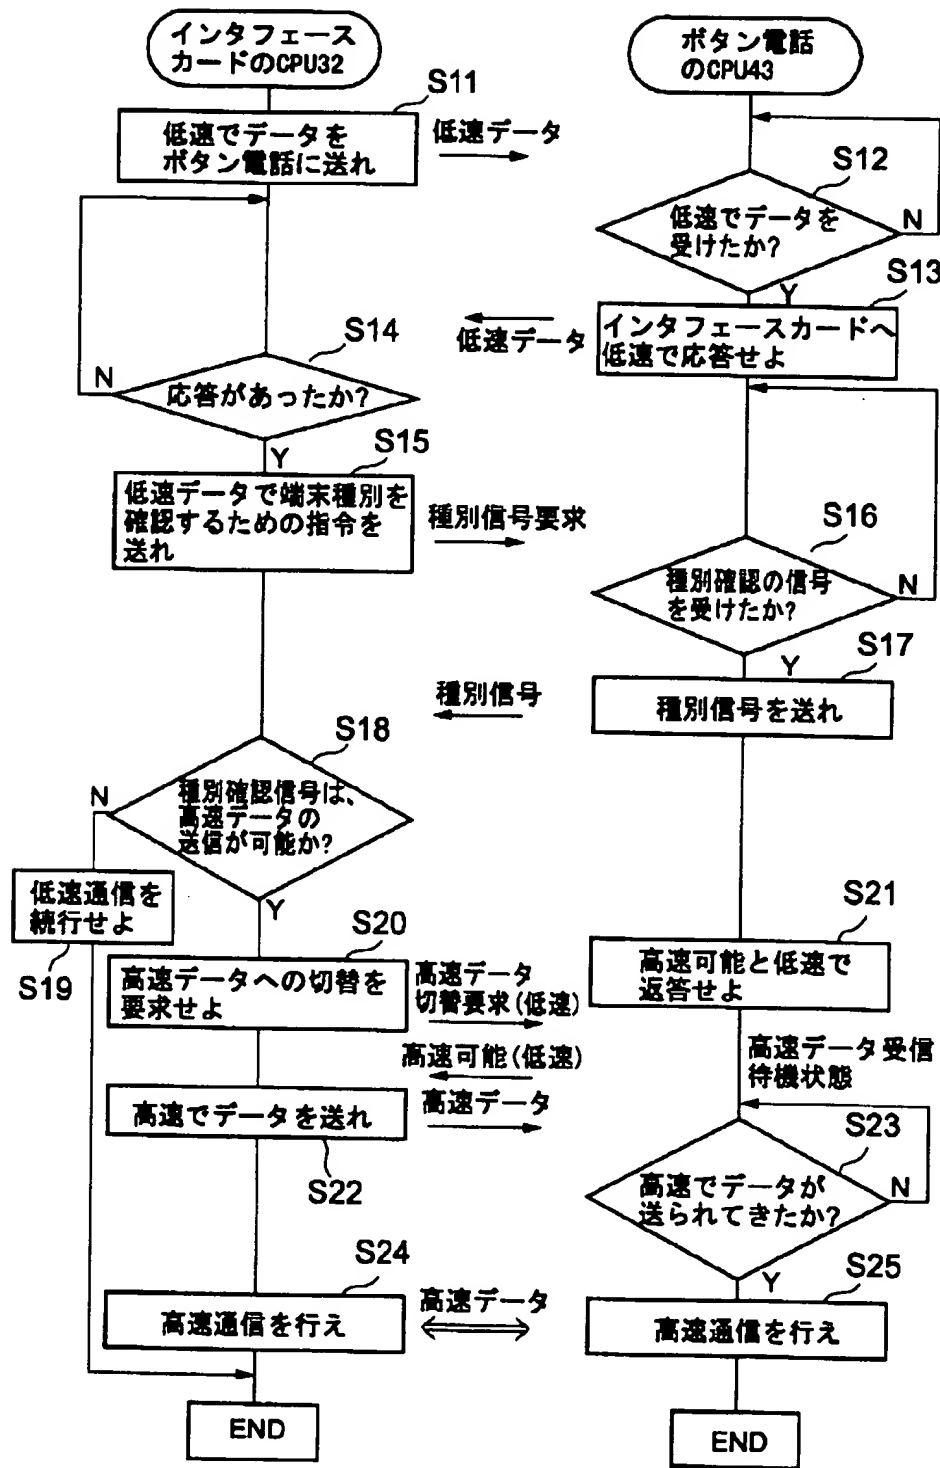 インタフェース
カードのCPU32
S11
低速でデータを
ボタン電話に送れ
低速データ
ボタン電話
のCPU43
S12
低速でデータを
受けたか?
N
Y
S13
インタフェースカードへ
低速で応答せよ
低速データ
S14
応答があったか?
N
Y
S15
低速データで端末種別を
確認するための指令を
送れ
種別信号要求
S16
種別確認の信号
を受けたか?
N
Y
S17
種別信号を送れ
種別信号
S18
種別確認信号は、
高速データの
送信が可能か?
N
Y
低速通信を
続行せよ
S19
S20
高速データへの切替を
要求せよ
高速データ
切替要求(低速)
S21
高速可能と低速で
返答せよ
高速可能(低速)
高速データ受信
待機状態
高速でデータを送れ
S22
高速データ
S23
高速でデータが
送られてきたか?
N
Y
S24
高速通信を行え
高速データ
S25
高速通信を行え
END
END